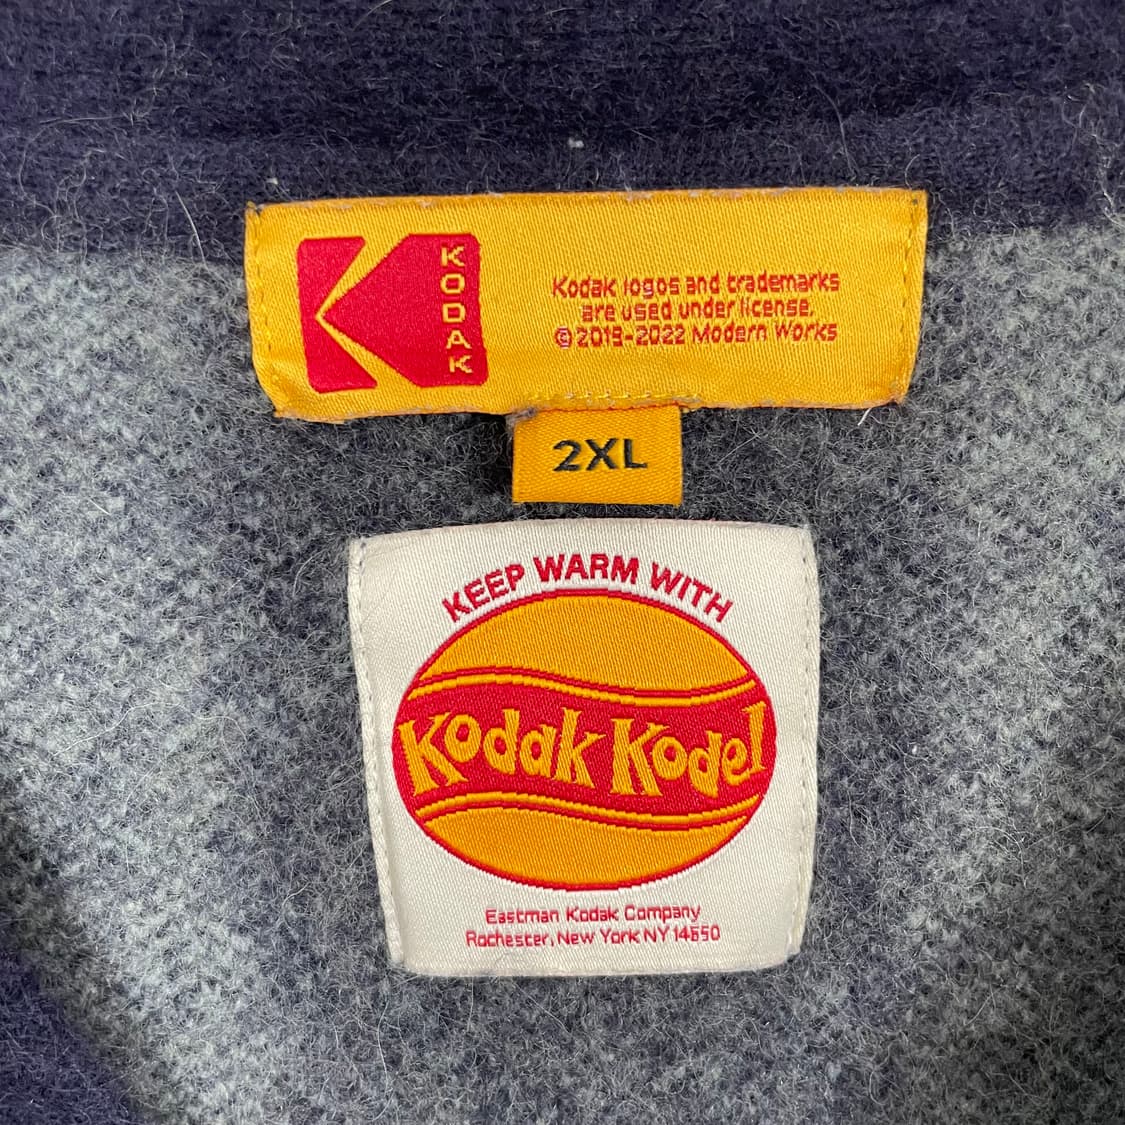 KODAK
Kodak logos and trademarks
are used under license.
© 2019-2022 Modern Works
2XL
KEEP WARM WITH
Kodak Kodel
Eastman Kodak Company
Rochester, New York NY 14650